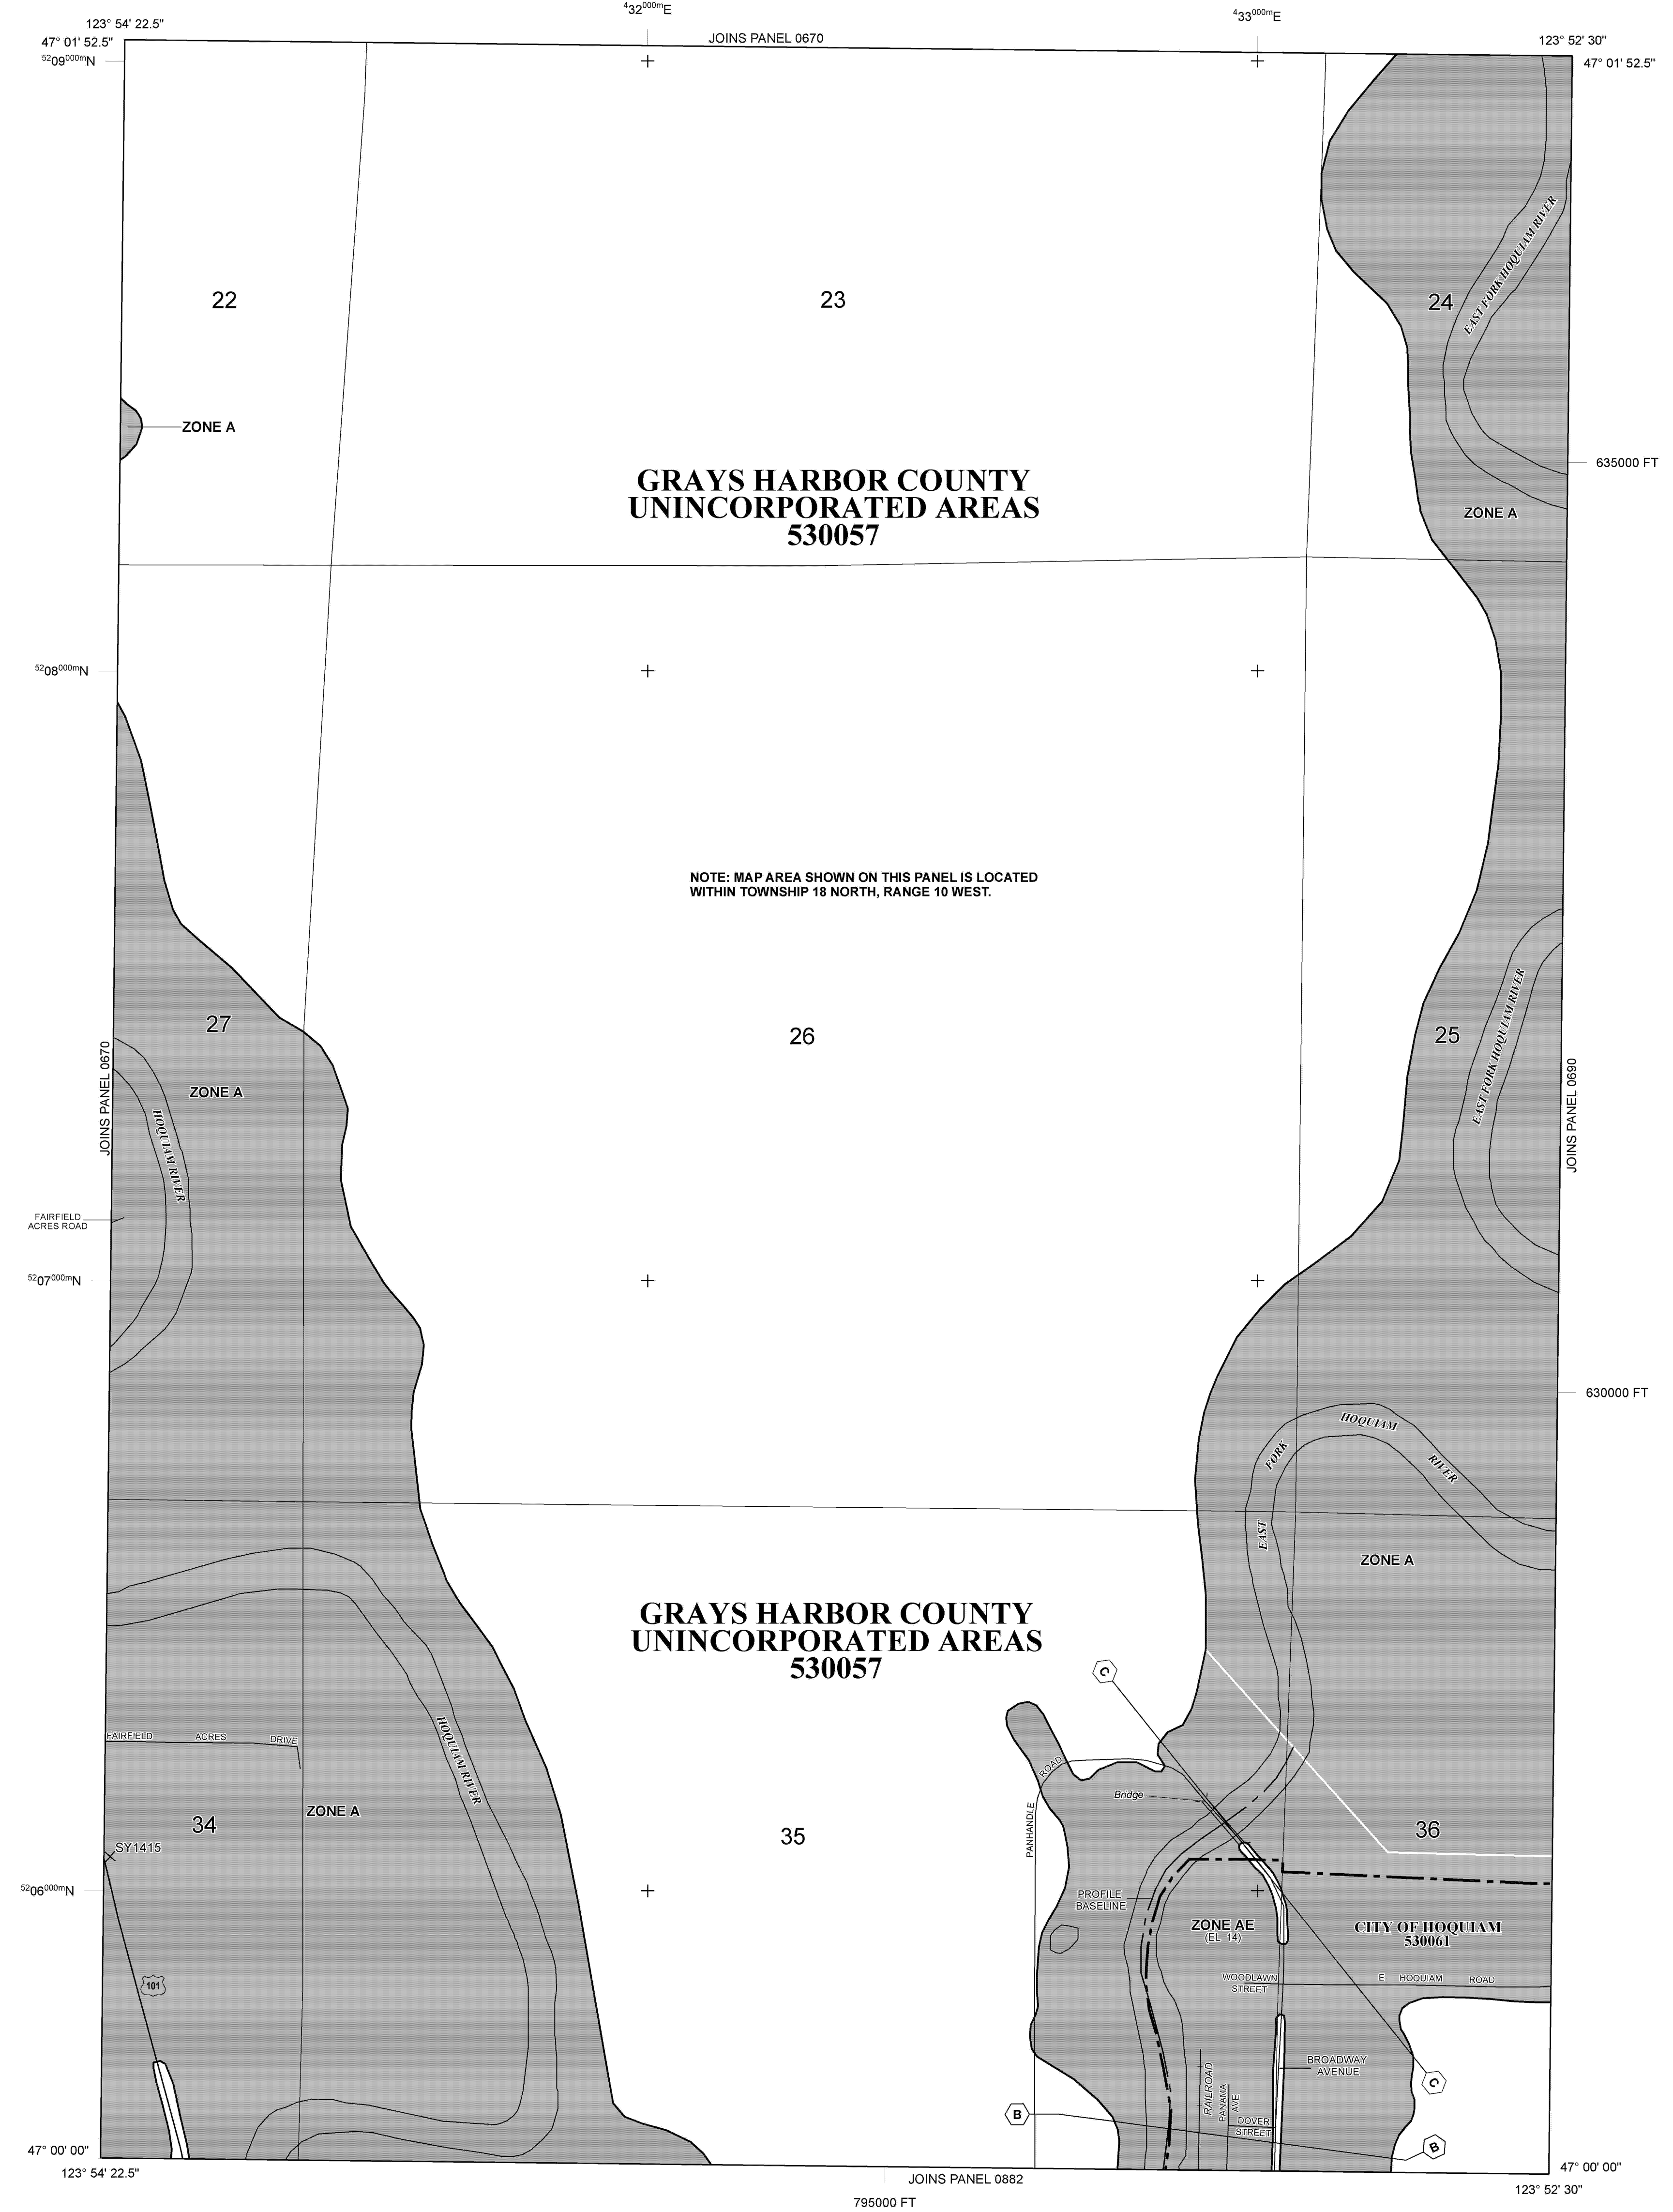 ⁴32⁰⁰⁰ᵐE
⁴33⁰⁰⁰ᵐE
123° 54' 22.5"
JOINS PANEL 0670
123° 52' 30"
47° 01' 52.5"
47° 01' 52.5"
⁵²09⁰⁰⁰ᵐN
EAST FORK HOQUIAM RIVER
22
23
24
ZONE A
635000 FT
GRAYS HARBOR COUNTY
UNINCORPORATED AREAS
530057
ZONE A
⁵²08⁰⁰⁰ᵐN
NOTE: MAP AREA SHOWN ON THIS PANEL IS LOCATED
WITHIN TOWNSHIP 18 NORTH, RANGE 10 WEST.
27
26
25
EAST FORK HOQUIAM RIVER
JOINS PANEL 0670
ZONE A
JOINS PANEL 0690
HOQUIAM RIVER
FAIRFIELD
ACRES ROAD
⁵²07⁰⁰⁰ᵐN
630000 FT
EAST FORK HOQUIAM RIVER
ZONE A
GRAYS HARBOR COUNTY
UNINCORPORATED AREAS
530057
C
FAIRFIELD ACRES DRIVE
HOQUIAM RIVER
PANHANDLE ROAD
Bridge
ZONE A
34
35
36
SY1415
⁵²06⁰⁰⁰ᵐN
PROFILE
BASELINE
ZONE AE
(EL 14)
CITY OF HOQUIAM
530061
101
WOODLAWN
STREET
E HOQUIAM ROAD
BROADWAY
AVENUE
RAILROAD
PANAMA
AVE
C
B
DOVER
STREET
B
47° 00' 00"
47° 00' 00"
123° 54' 22.5"
JOINS PANEL 0882
123° 52' 30"
795000 FT